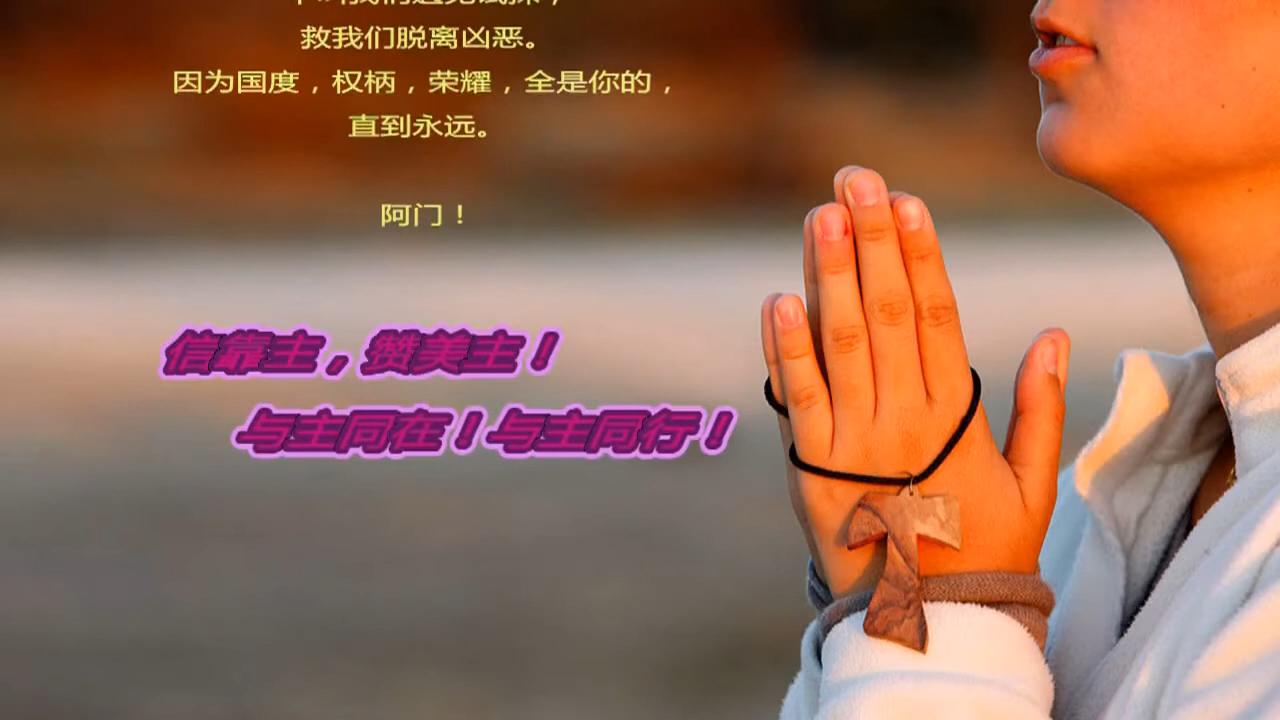 救我们脱离凶恶。
因为国度，权柄，荣耀，全是你的，
直到永远。
阿门！
信靠主，赞美主！
与主同在！与主同行！